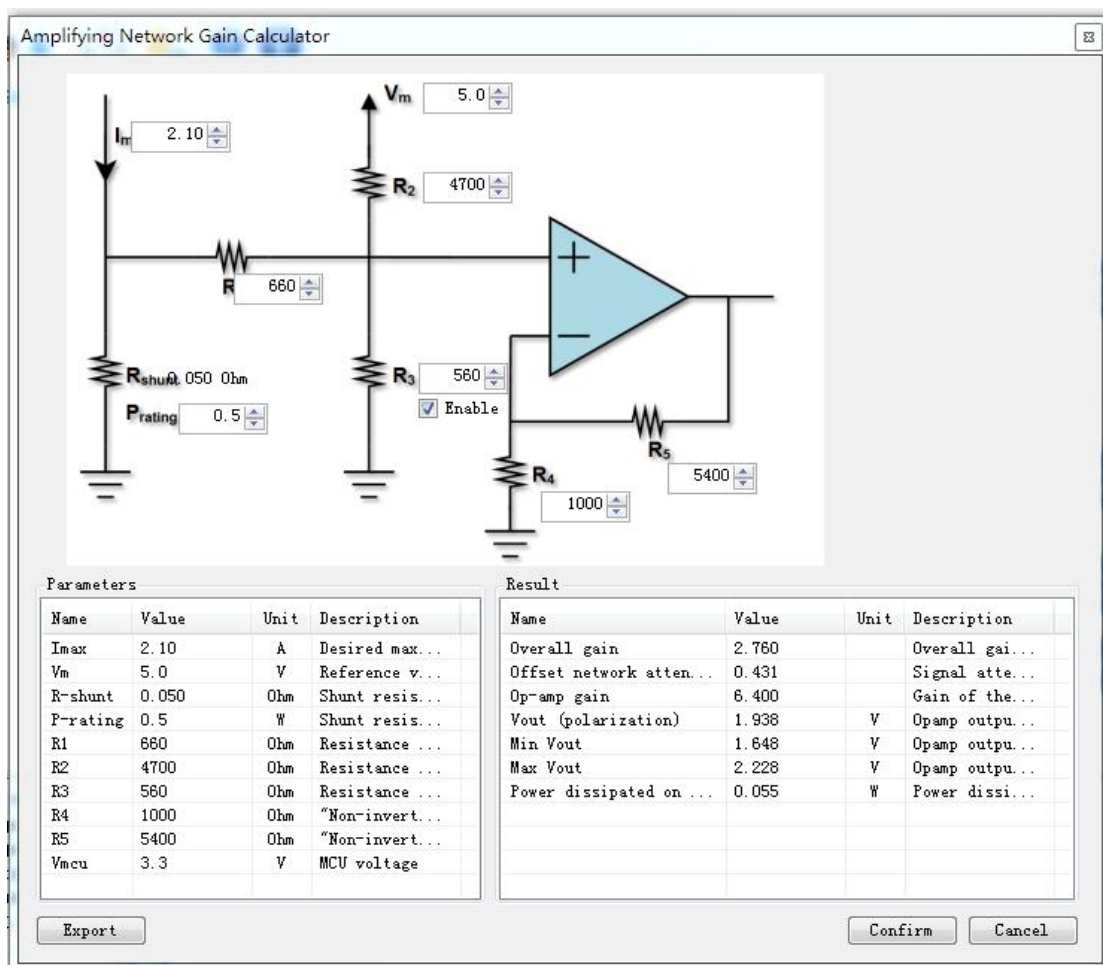 Amplifying Network Gain Calculator
Vm 5.0
Im 2.10
R2 4700
R 660
Rshunt 0.050 Ohm
R3 560
Prating 0.5
Enable
R5
R4
5400
1000
Parameters
Name Value Unit Description
Imax 2.10 A Desired max...
Vm 5.0 V Reference v...
R-shunt 0.050 Ohm Shunt resis...
P-rating 0.5 W Shunt resis...
R1 660 Ohm Resistance ...
R2 4700 Ohm Resistance ...
R3 560 Ohm Resistance ...
R4 1000 Ohm "Non-invert...
R5 5400 Ohm "Non-invert...
Vmcu 3.3 V MCU voltage
Result
Name Value Unit Description
Overall gain 2.760 Overall gai...
Offset network atten... 0.431 Signal atte...
Op-amp gain 6.400 Gain of the...
Vout (polarization) 1.938 V Opamp outpu...
Min Vout 1.648 V Opamp outpu...
Max Vout 2.228 V Opamp outpu...
Power dissipated on ... 0.055 W Power dissi...
Export
Confirm
Cancel